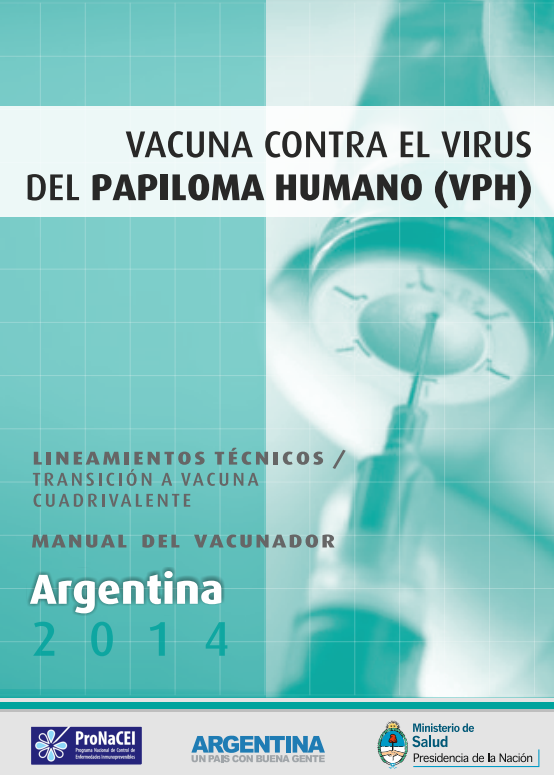 VACUNA CONTRA EL VIRUS
DEL PAPILOMA HUMANO (VPH)
LINEAMIENTOS TÉCNICOS /
TRANSICIÓN A VACUNA
CUADRIVALENTE
MANUAL DEL VACUNADOR
Argentina
2014
ProNaCEI
Programa Nacional de Control de
Enfermedades Inmunoprevenibles
ARGENTINA
UN PAÍS CON BUENA GENTE
Ministerio de
Salud
Presidencia de la Nación